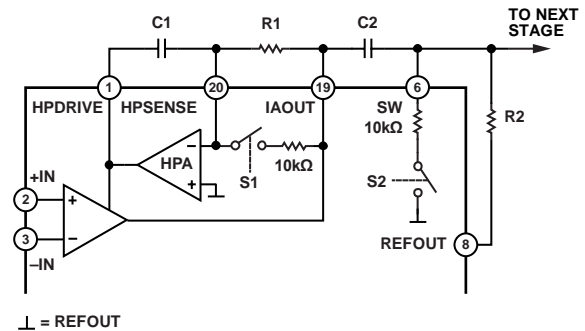 TO NEXT
STAGE
C1
R1
C2
1
20
19
6
HPDRIVE
HPSENSE
IAOUT
SW
10kΩ
R2
HPA
–
+
S1
10kΩ
S2
+IN
2
+
3
–
–IN
REFOUT
8
= REFOUT